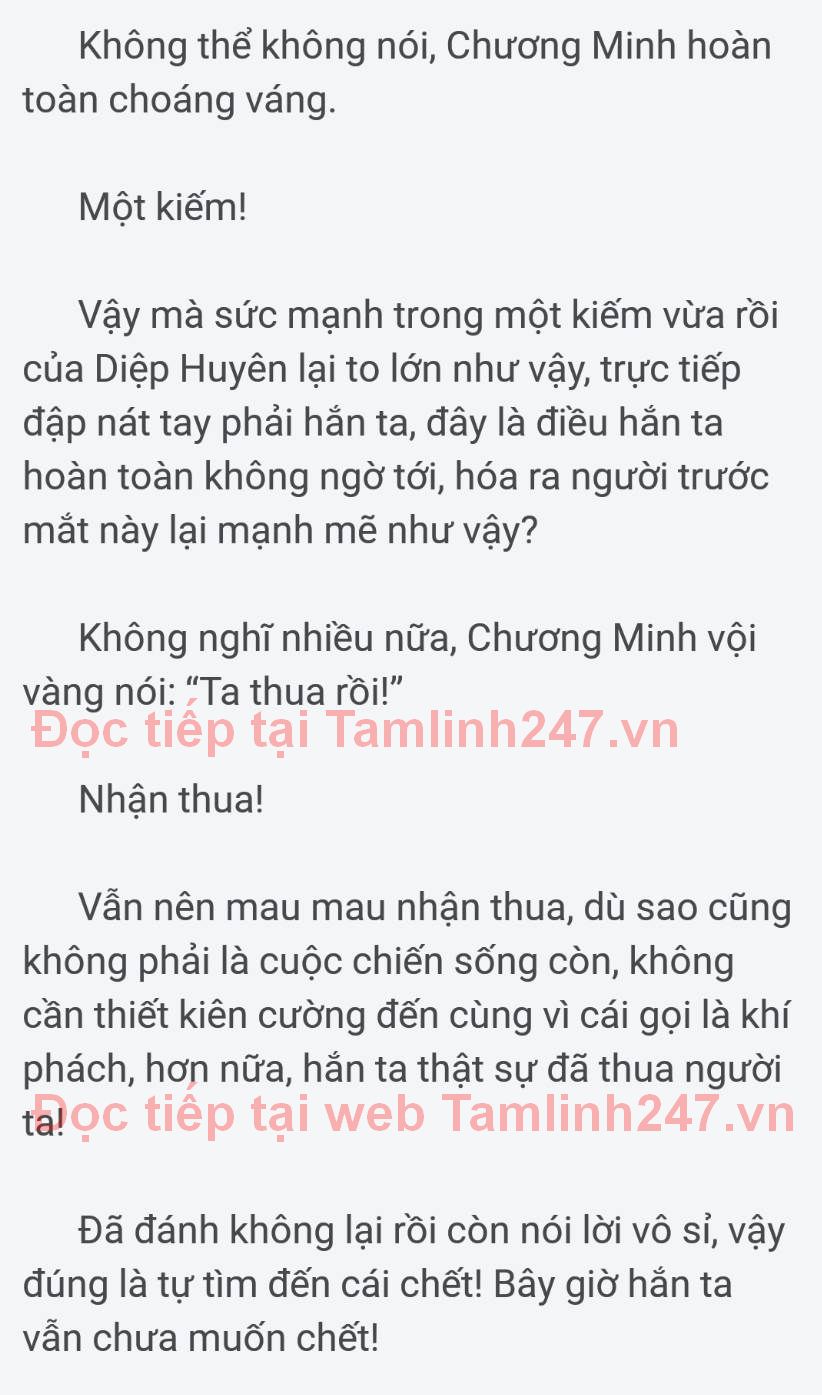 Không thể không nói, Chương Minh hoàn
toàn choáng váng.
Một kiếm!
Vậy mà sức mạnh trong một kiếm vừa rồi
của Diệp Huyên lại to lớn như vậy, trực tiếp
đập nát tay phải hắn ta, đây là điều hắn ta
hoàn toàn không ngờ tới, hóa ra người trước
mắt này lại mạnh mẽ như vậy?
Không nghĩ nhiều nữa, Chương Minh vội
vàng nói: “Ta thua rồi!”
Đọc tiếp tại Tamlinh247.vn
Nhận thua!
Vẫn nên mau mau nhận thua, dù sao cũng
không phải là cuộc chiến sống còn, không
cần thiết kiên cường đến cùng vì cái gọi là khí
phách, hơn nữa, hắn ta thật sự đã thua người
ta!
Đọc tiếp tại web Tamlinh247.vn
Đã đánh không lại rồi còn nói lời vô sỉ, vậy
đúng là tự tìm đến cái chết! Bây giờ hắn ta
vẫn chưa muốn chết!